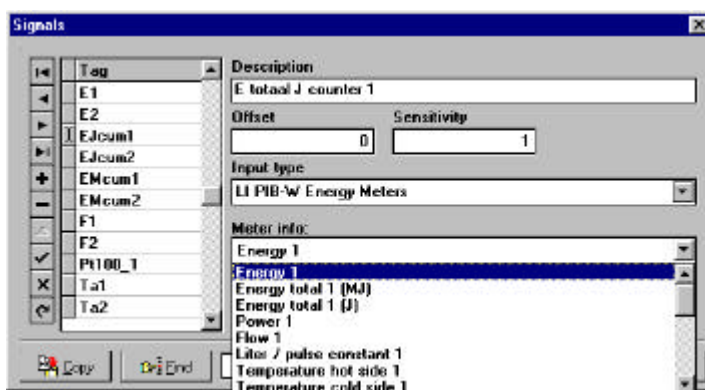 Signals
Tag
E1
E2
EJcum1
EJcum2
EMcum1
EMcum2
F1
F2
Pt100_1
Ta1
Ta2
Description
E totaal J counter 1
Offset
Sensitivity
0
1
Input type
LI PIB-W Energy Meters
Meter info:
Energy 1
Energy 1
Energy total 1 (MJ)
Energy total 1 (J)
Power 1
Flow 1
Liter / pulse constant 1
Temperature hot side 1
Temperature cold side 1
Copy
End